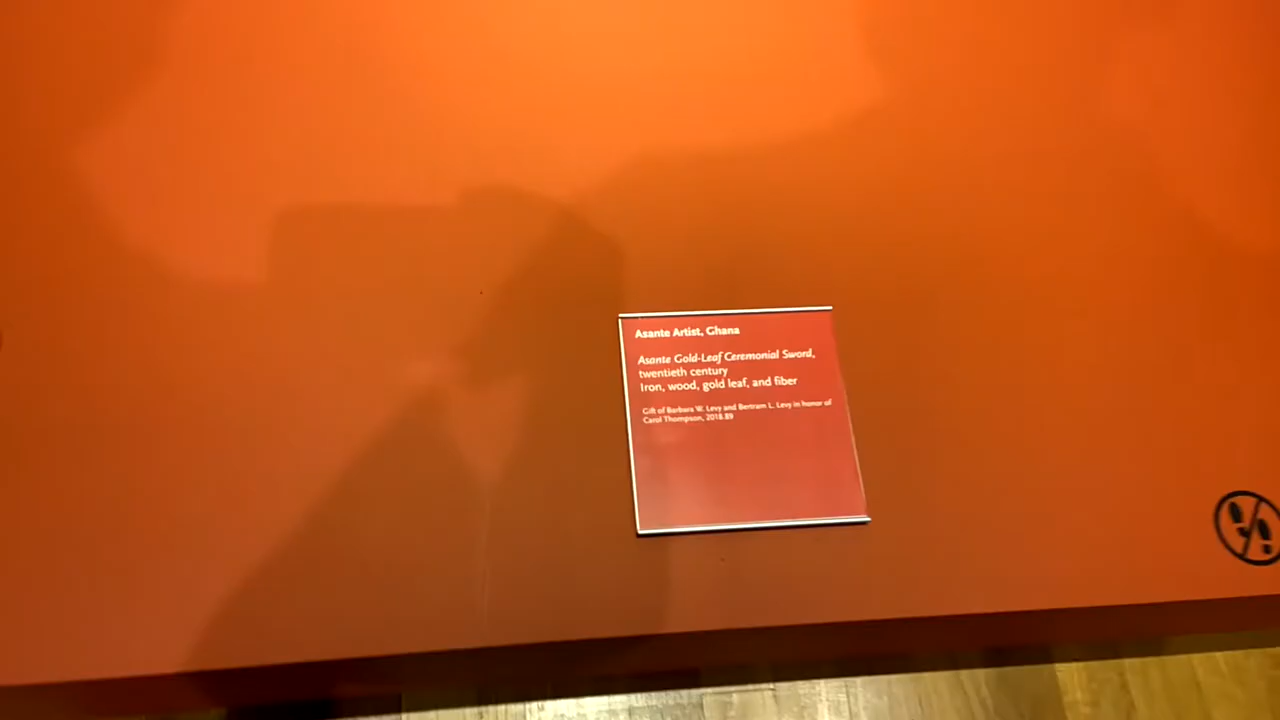 Asante Artist, Ghana
Asante Gold-Leaf Ceremonial Sword,
twentieth century
Iron, wood, gold leaf, and fiber
Gift of Barbara W. Levy and Bertram L. Levy in honor of
Carol Thompson, 2018.89